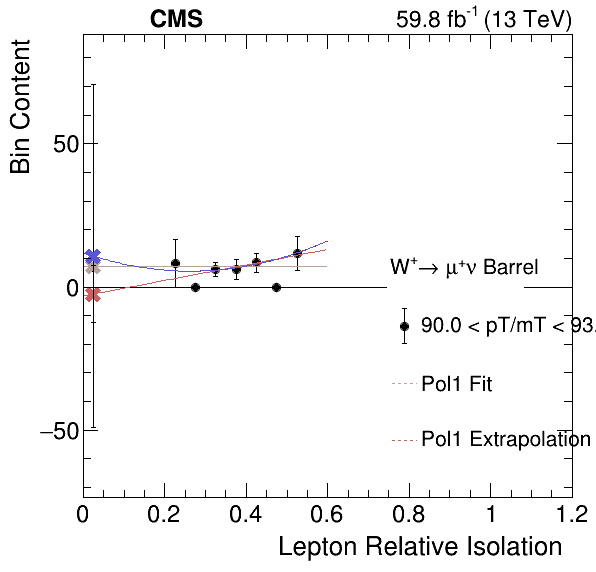 CMS
59.8 fb⁻¹ (13 TeV)
Bin Content
50
0
−50
W⁺→ μ⁺ν Barrel
90.0 < pT/mT < 93.
Pol1 Fit
Pol1 Extrapolation
0 0.2 0.4 0.6 0.8 1 1.2
Lepton Relative Isolation